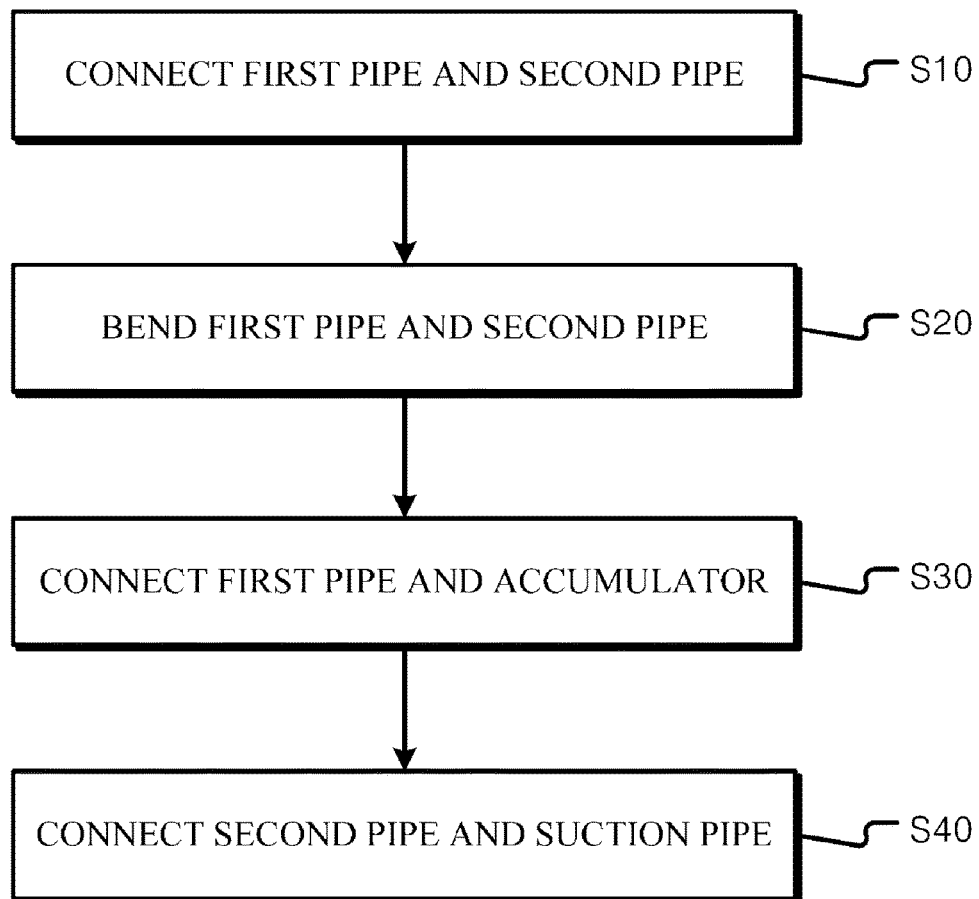 CONNECT FIRST PIPE AND SECOND PIPE S10
BEND FIRST PIPE AND SECOND PIPE S20
CONNECT FIRST PIPE AND ACCUMULATOR S30
CONNECT SECOND PIPE AND SUCTION PIPE S40